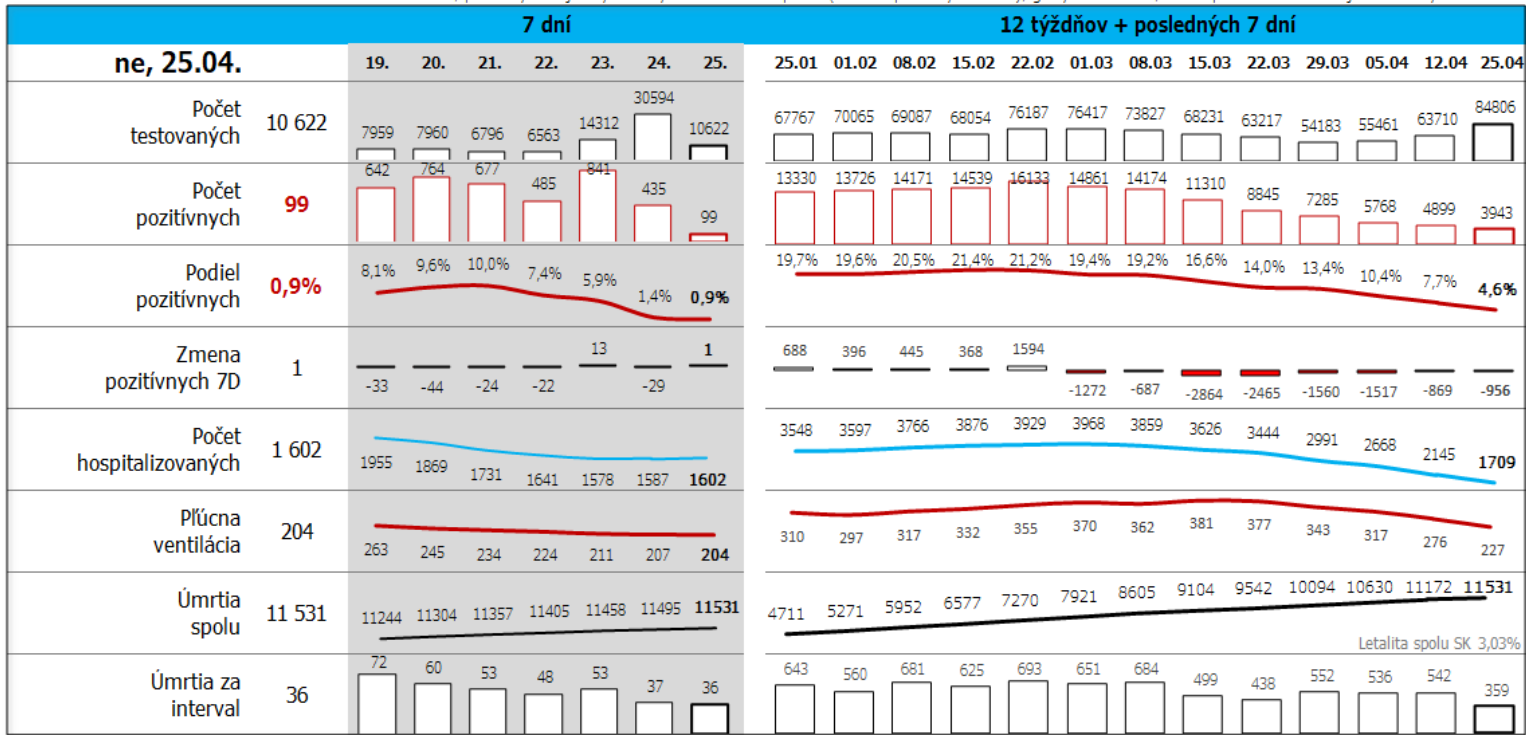 7 dní
12 týždňov + posledných 7 dní
ne, 25.04.
19. 20. 21. 22. 23. 24. 25.
25.01 01.02 08.02 15.02 22.02 01.03 08.03 15.03 22.03 29.03 05.04 12.04 25.04
Počet
testovaných
10 622
7959 7960 6796 6563 14312 30594 10622
67767 70065 69087 68054 76187 76417 73827 68231 63217 54183 55461 63710 84806
Počet
pozitívnych
99
642 764 677 485 841 435 99
13330 13726 14171 14539 16133 14861 14174 11310 8845 7285 5768 4899 3943
Podiel
pozitívnych
0,9%
8,1% 9,6% 10,0% 7,4% 5,9% 1,4% 0,9%
19,7% 19,6% 20,5% 21,4% 21,2% 19,4% 19,2% 16,6% 14,0% 13,4% 10,4% 7,7% 4,6%
Zmena
pozitívnych 7D
1
-33 -44 -24 -22 13 -29 1
688 396 445 368 1594 -1272 -687 -2864 -2465 -1560 -1517 -869 -956
Počet
hospitalizovaných
1 602
1955 1869 1731 1641 1578 1587 1602
3548 3597 3766 3876 3929 3968 3859 3626 3444 2991 2668 2145 1709
Pľúcna
ventilácia
204
263 245 234 224 211 207 204
310 297 317 332 355 370 362 381 377 343 317 276 227
Úmrtia
spolu
11 531
11244 11304 11357 11405 11458 11495 11531
4711 5271 5952 6577 7270 7921 8605 9104 9542 10094 10630 11172 11531
Letalita spolu SK 3,03%
Úmrtia za
interval
36
72 60 53 48 53 37 36
643 560 681 625 693 651 684 499 438 552 536 542 359